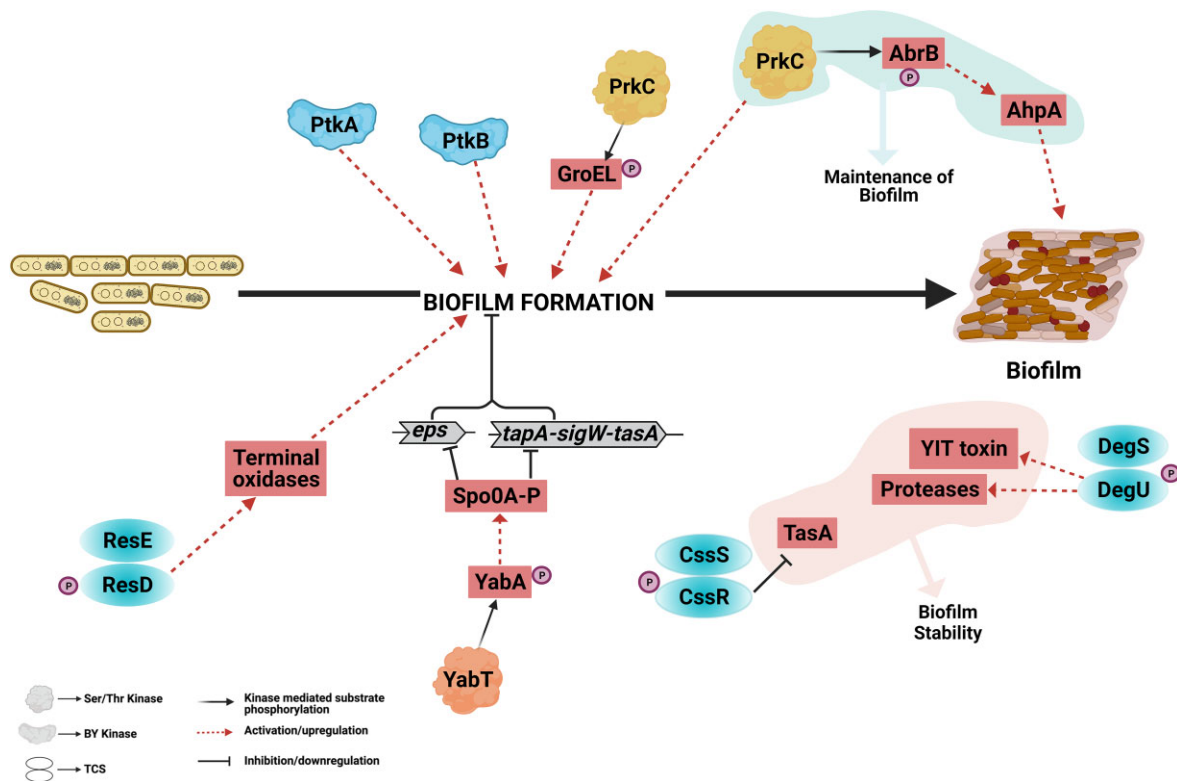 PrkC
AbrB
P
AhpA
PrkC
PtkA
PtkB
GroEL
P
Maintenance of
Biofilm
BIOFILM FORMATION
Biofilm
eps
tapA-sigW-tasA
Terminal
oxidases
Spo0A-P
YIT toxin
DegS
P
Proteases
DegU
ResE
TasA
CssS
P
ResD
YabA
P
P
CssR
Biofilm
Stability
YabT
Ser/Thr Kinase
Kinase mediated substrate
phosphorylation
BY Kinase
Activation/upregulation
TCS
Inhibition/downregulation